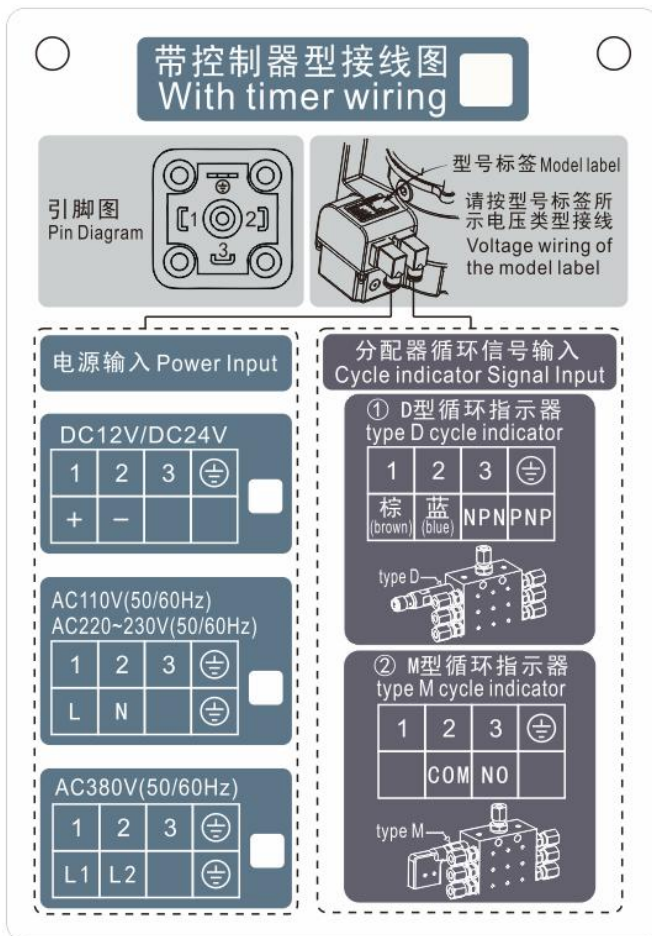 带控制器型接线图
With timer wiring
引脚图
Pin Diagram
1
2
3
型号标签 Model label
请按型号标签所
示电压类型接线
Voltage wiring of
the model label
电源输入 Power Input
DC12V/DC24V
1 2 3
+ −
AC110V(50/60Hz)
AC220~230V(50/60Hz)
1 2 3
L N
AC380V(50/60Hz)
1 2 3
L1 L2
分配器循环信号输入
Cycle indicator Signal Input
① D型循环指示器
type D cycle indicator
1 2 3
棕 蓝 NPN PNP
(brown) (blue)
type D
② M型循环指示器
type M cycle indicator
1 2 3
COM NO
type M